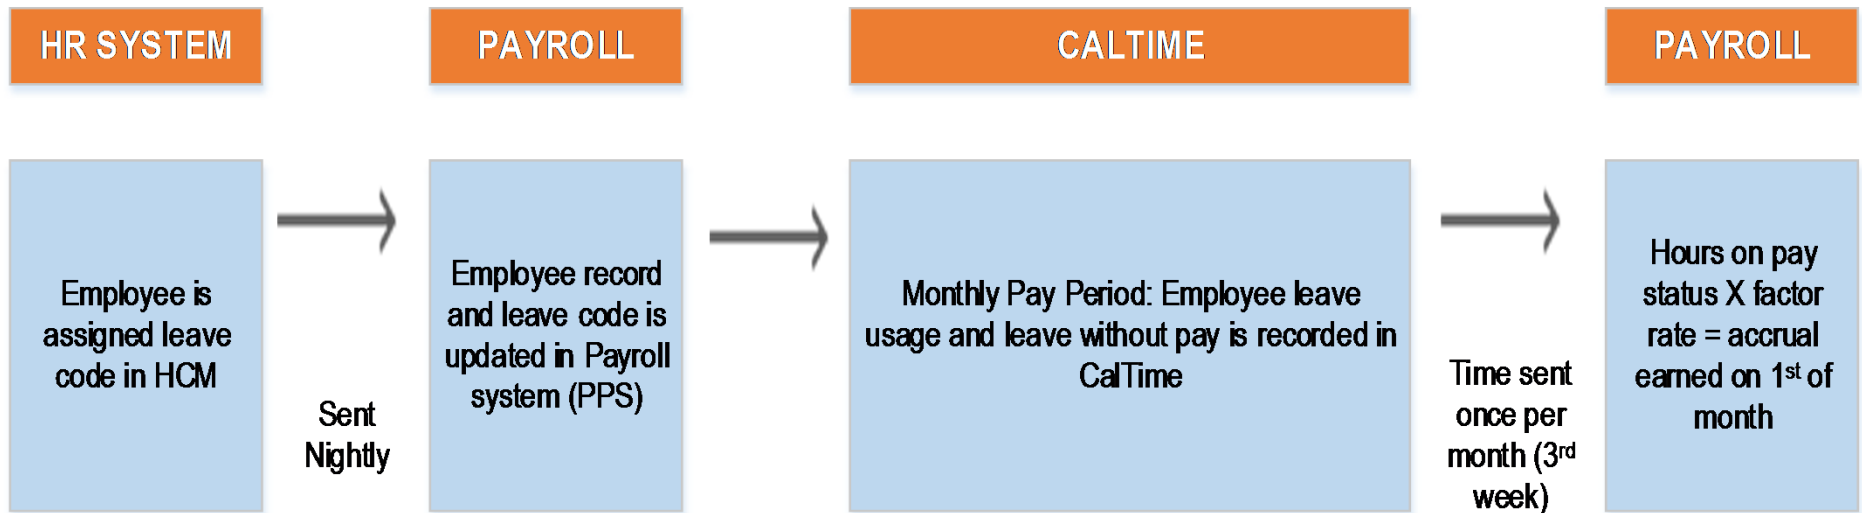 HR SYSTEM
PAYROLL
CALTIME
PAYROLL
Employee is
assigned leave
code in HCM
Sent
Nightly
Employee record
and leave code is
updated in Payroll
system (PPS)
Monthly Pay Period: Employee leave
usage and leave without pay is recorded in
CalTime
Time sent
once per
month (3rd
week)
Hours on pay
status X factor
rate = accrual
earned on 1st of
month